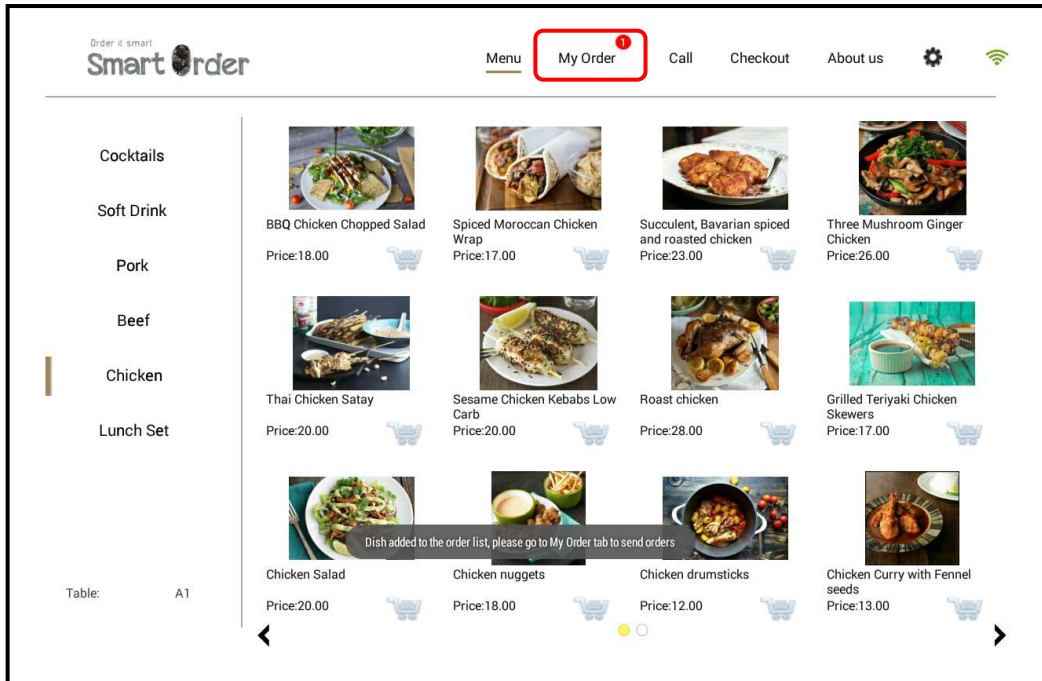 Order it smart
Smart Order
Menu
My Order
1
Call
Checkout
About us
Cocktails
Soft Drink
Pork
Beef
Chicken
Lunch Set
Table: A1
BBQ Chicken Chopped Salad
Price:18.00
Spiced Moroccan Chicken
Wrap
Price:17.00
Succulent, Bavarian spiced
and roasted chicken
Price:23.00
Three Mushroom Ginger
Chicken
Price:26.00
Thai Chicken Satay
Price:20.00
Sesame Chicken Kebabs Low
Carb
Price:20.00
Roast chicken
Price:28.00
Grilled Teriyaki Chicken
Skewers
Price:17.00
Dish added to the order list, please go to My Order tab to send orders
Chicken Salad
Price:20.00
Chicken nuggets
Price:18.00
Chicken drumsticks
Price:12.00
Chicken Curry with Fennel
seeds
Price:13.00